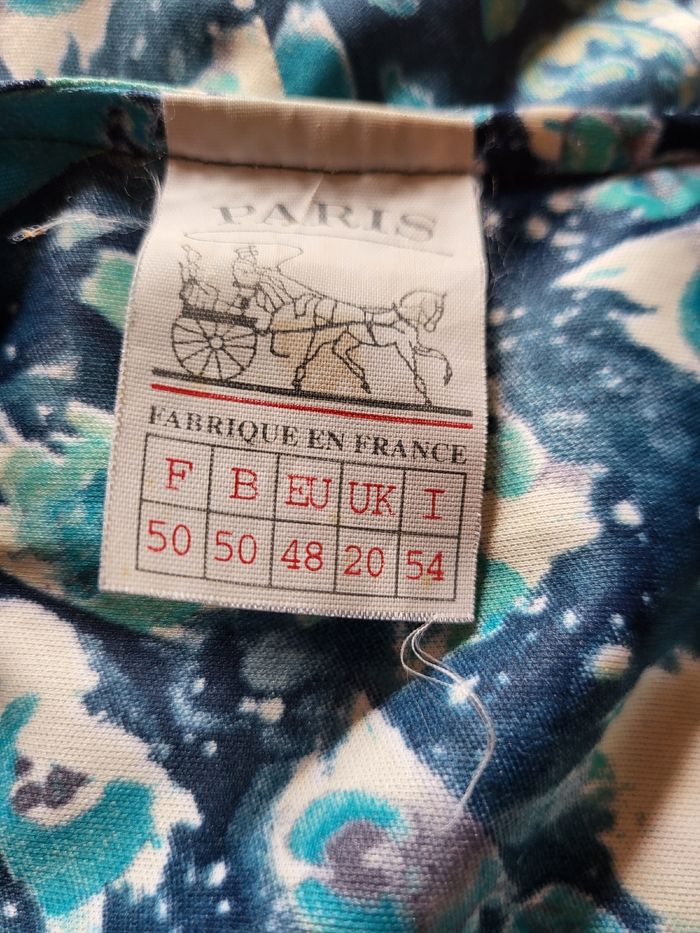 PARIS
FABRIQUE EN FRANCE
F B EU UK I
50 50 48 20 54